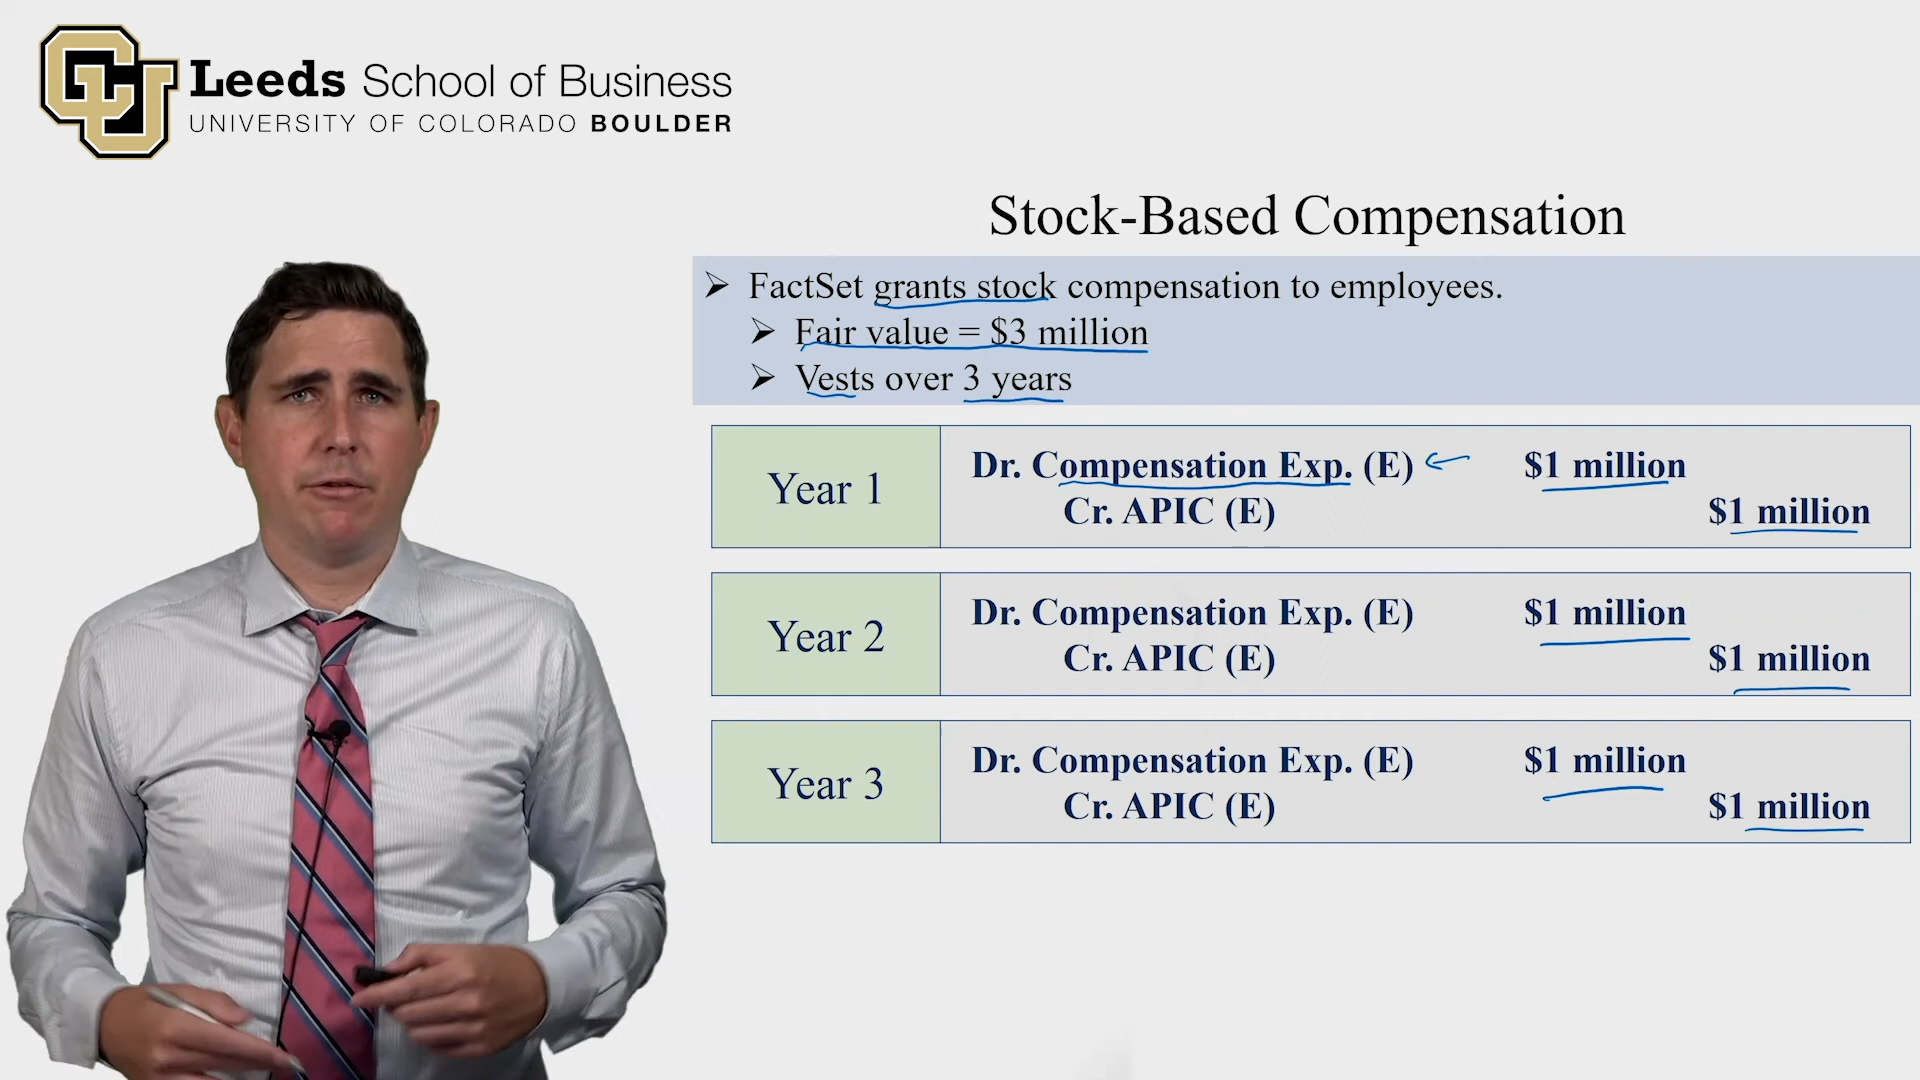 CU
Leeds School of Business
UNIVERSITY OF COLORADO BOULDER
Stock-Based Compensation
➢ FactSet grants stock compensation to employees.
➢ Fair value = $3 million
➢ Vests over 3 years
Year 1
Dr. Compensation Exp. (E) $1 million
Cr. APIC (E) $1 million
Year 2
Dr. Compensation Exp. (E) $1 million
Cr. APIC (E) $1 million
Year 3
Dr. Compensation Exp. (E) $1 million
Cr. APIC (E) $1 million